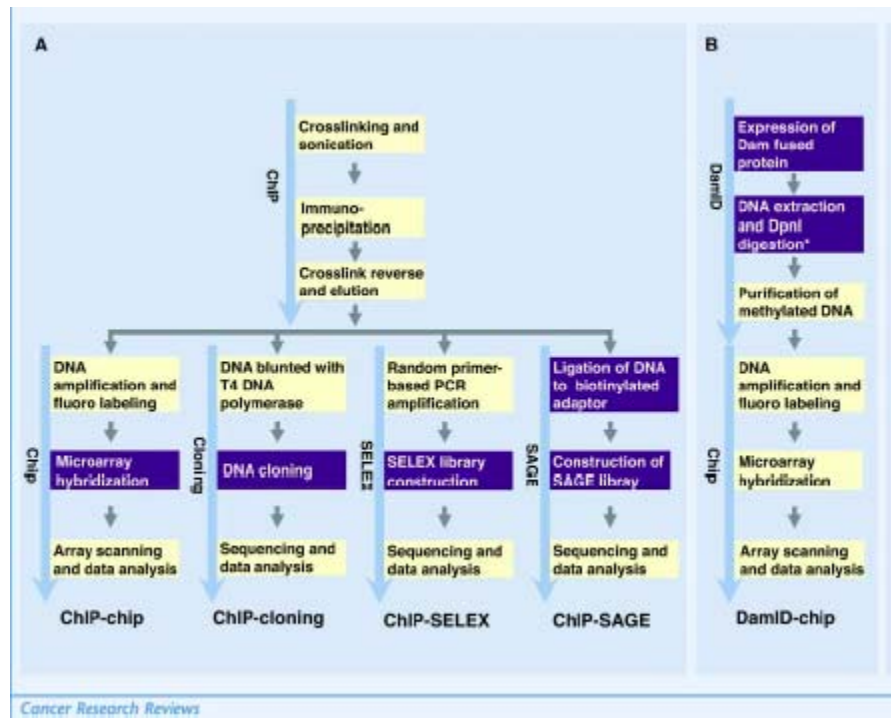 A
B
Crosslinking and
sonication
ChIP
Immuno-
precipitation
Crosslink reverse
and elution
DNA
amplification and
fluoro labeling
DNA blunted with
T4 DNA
polymerase
Random primer-
based PCR
amplification
Ligation of DNA
to biotinylated
adaptor
Chip
Microarray
hybridization
Cloning
DNA cloning
SELEX
SELEX library
construction
SAGE
Construction of
SAGE libray
Array scanning
and data analysis
Sequencing and
data analysis
Sequencing and
data analysis
Sequencing and
data analysis
ChIP-chip
ChIP-cloning
ChIP-SELEX
ChIP-SAGE
Expression of
Dam fused
protein
DamID
DNA extraction
and DpnI
digestion*
Purification of
methylated DNA
DNA
amplification and
fluoro labeling
Chip
Microarray
hybridization
Array scanning
and data analysis
DamID-chip
Cancer Research Reviews